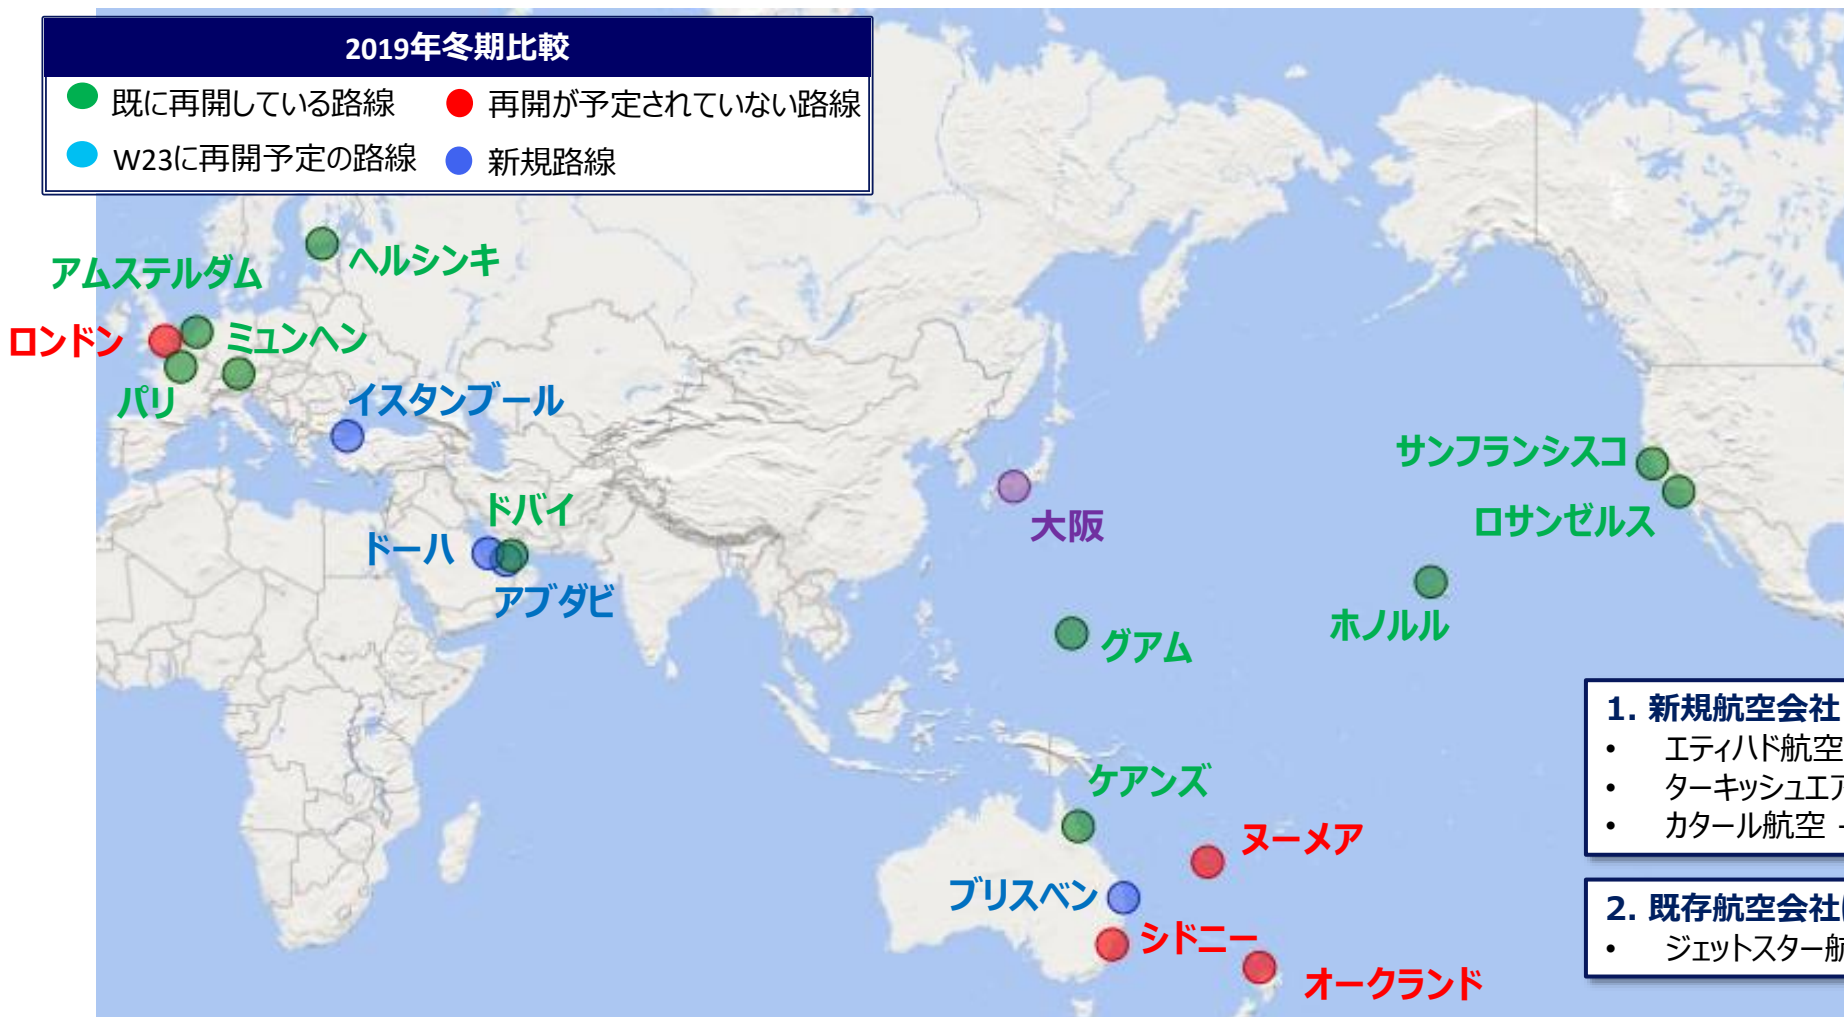 2019年冬期比較
既に再開している路線
再開が予定されていない路線
W23に再開予定の路線
新規路線
ヘルシンキ
アムステルダム
ロンドン
ミュンヘン
パリ
イスタンブール
サンフランシスコ
ドバイ
大阪
ロサンゼルス
ドーハ
アブダビ
ホノルル
グアム
1. 新規航空会社
• エティハド航空
• ターキッシュエア
• カタール航空 -
ケアンズ
ヌーメア
ブリスベン
2. 既存航空会社
• ジェットスター航
シドニー
オークランド